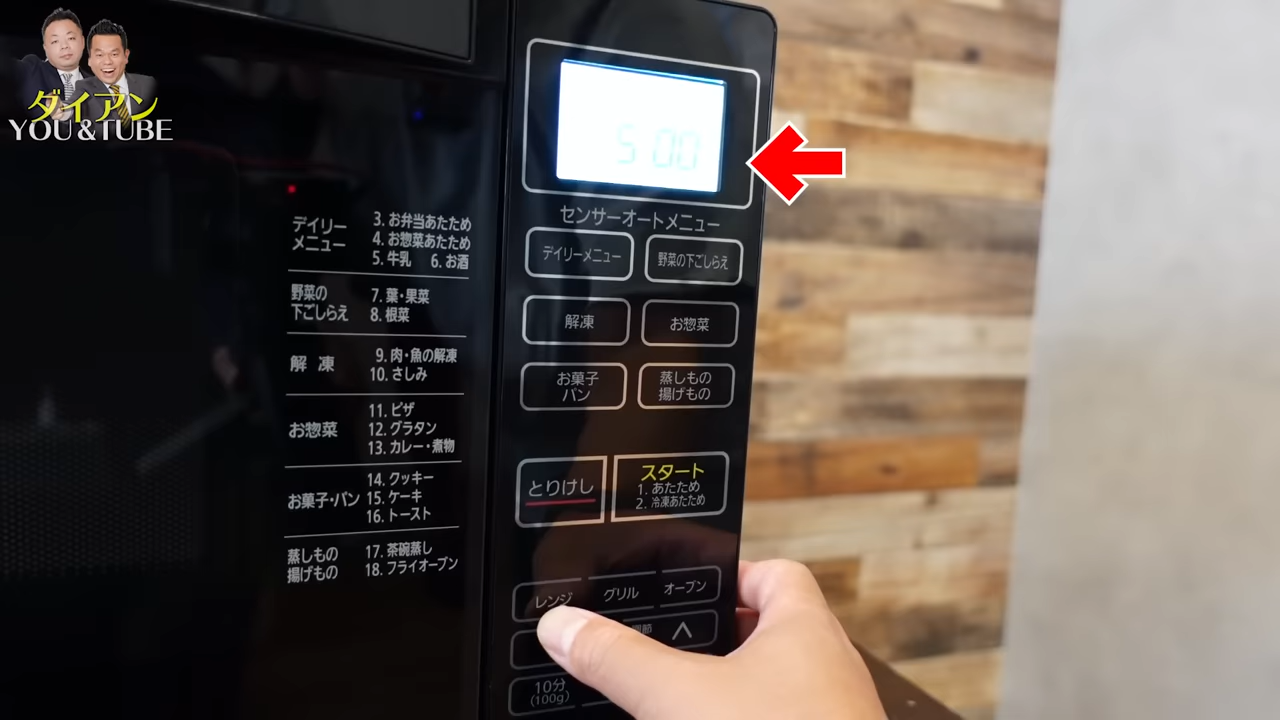 ダイアン
YOU&TUBE
5 00
センサーオートメニュー
デイリーメニュー
野菜の下ごしらえ
解凍
お惣菜
お菓子
パン
蒸しもの
揚げもの
とりけし
スタート
1. あたため
2. 冷凍あたため
レンジ
グリル
オーブン
節
10分
(100g)
デイリー
メニュー
3. お弁当あたため
4. お惣菜あたため
5. 牛乳 6. お酒
野菜の
下ごしらえ
7. 葉・果菜
8. 根菜
解 凍
9. 肉・魚の解凍
10. さしみ
お惣菜
11. ピザ
12. グラタン
13. カレー・煮物
お菓子・パン
14. クッキー
15. ケーキ
16. トースト
蒸しもの
揚げもの
17. 茶碗蒸し
18. フライオーブン